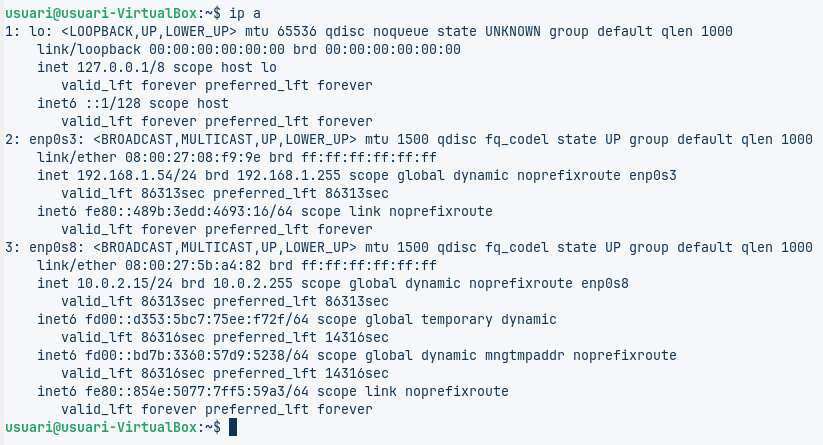 usuari@usuari-VirtualBox:~$ ip a
1: lo: <LOOPBACK,UP,LOWER_UP> mtu 65536 qdisc noqueue state UNKNOWN group default qlen 1000
    link/loopback 00:00:00:00:00:00 brd 00:00:00:00:00:00
    inet 127.0.0.1/8 scope host lo
       valid_lft forever preferred_lft forever
    inet6 ::1/128 scope host
       valid_lft forever preferred_lft forever
2: enp0s3: <BROADCAST,MULTICAST,UP,LOWER_UP> mtu 1500 qdisc fq_codel state UP group default qlen 1000
    link/ether 08:00:27:08:f9:9e brd ff:ff:ff:ff:ff:ff
    inet 192.168.1.54/24 brd 192.168.1.255 scope global dynamic noprefixroute enp0s3
       valid_lft 86313sec preferred_lft 86313sec
    inet6 fe80::489b:3edd:4693:16/64 scope link noprefixroute
       valid_lft forever preferred_lft forever
3: enp0s8: <BROADCAST,MULTICAST,UP,LOWER_UP> mtu 1500 qdisc fq_codel state UP group default qlen 1000
    link/ether 08:00:27:5b:a4:82 brd ff:ff:ff:ff:ff:ff
    inet 10.0.2.15/24 brd 10.0.2.255 scope global dynamic noprefixroute enp0s8
       valid_lft 86313sec preferred_lft 86313sec
    inet6 fd00::d353:5bc7:75ee:f72f/64 scope global temporary dynamic
       valid_lft 86316sec preferred_lft 14316sec
    inet6 fd00::bd7b:3360:57d9:5238/64 scope global dynamic mngtmpaddr noprefixroute
       valid_lft 86316sec preferred_lft 14316sec
    inet6 fe80::854e:5077:7ff5:59a3/64 scope link noprefixroute
       valid_lft forever preferred_lft forever
usuari@usuari-VirtualBox:~$